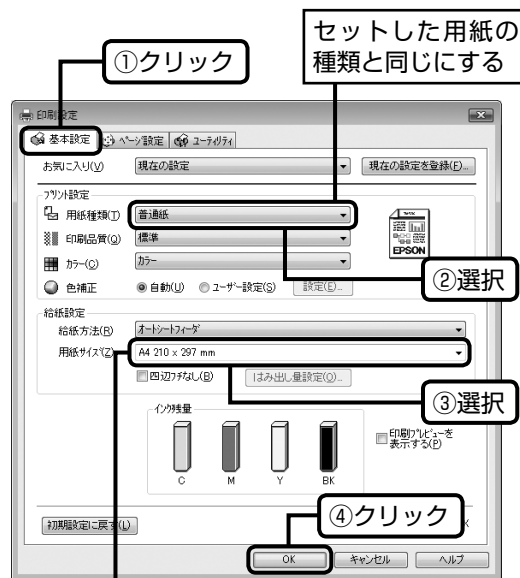 セットした用紙の
種類と同じにする
①クリック
印刷設定
基本設定 ページ設定 ユーティリティ
お気に入り(V) 現在の設定 現在の設定を登録(F)...
プリント設定
用紙種類(T) 普通紙
印刷品質(Q) 標準
カラー(C) カラー
EPSON
②選択
色補正 自動(U) ユーザー設定(S) 設定(E)...
給紙設定
給紙方法(R) オートシートフィーダ
用紙サイズ(Z) A4 210 x 297 mm
四辺フチなし(B) はみ出し量設定(O)...
③選択
インク残量
印刷プレビューを
表示する(P)
C M Y BK
④クリック
初期設定に戻す(L)
OK キャンセル ヘルプ